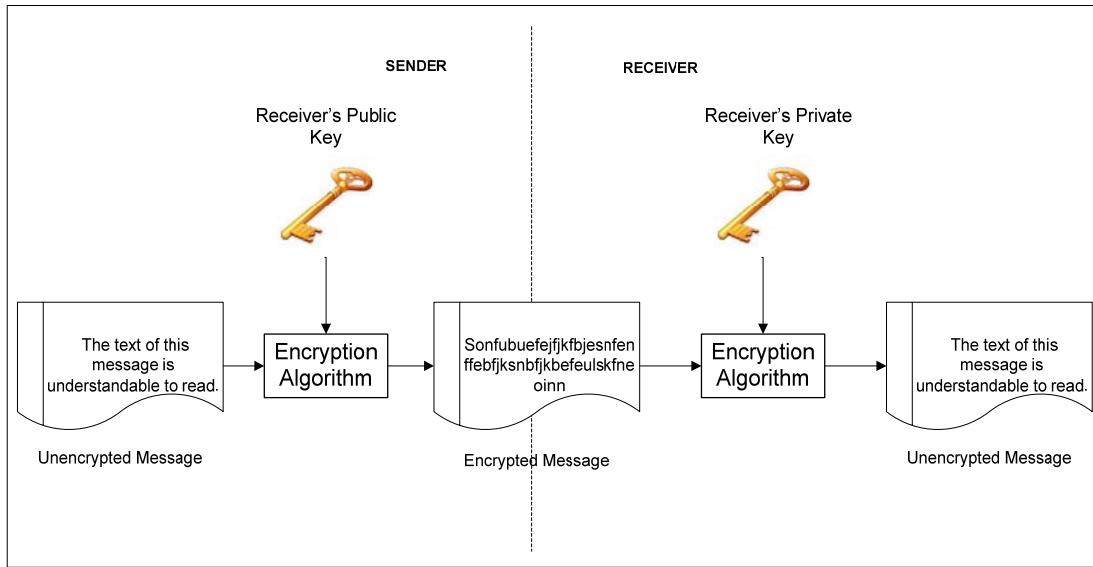 SENDER
RECEIVER
Receiver's Public
Key
Receiver's Private
Key
The text of this
message is
understandable to read.
Encryption
Algorithm
Sonfubuefejfjkfbjesnfen
ffebfjksnbfjkbefeulskfne
oinn
Encryption
Algorithm
The text of this
message is
understandable to read.
Unencrypted Message
Encrypted Message
Unencrypted Message